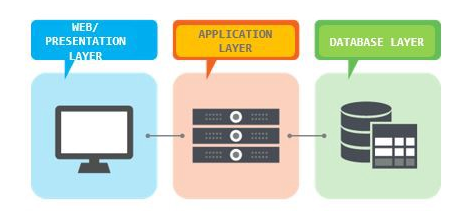 WEB/
PRESENTATION
LAYER
APPLICATION
LAYER
DATABASE LAYER